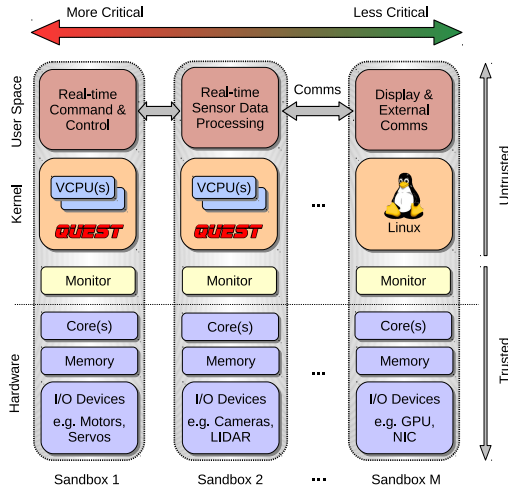 More Critical
Less Critical
User Space
Real-time
Command &
Control
Real-time
Sensor Data
Processing
Comms
Display &
External
Comms
Untrusted
Kernel
VCPU(s)
QUEST
VCPU(s)
QUEST
...
Linux
Monitor
Monitor
Monitor
Trusted
Hardware
Core(s)
Core(s)
Core(s)
Memory
Memory
...
Memory
I/O Devices
e.g. Motors,
Servos
I/O Devices
e.g. Cameras,
LIDAR
I/O Devices
e.g. GPU,
NIC
Sandbox 1
Sandbox 2
...
Sandbox M